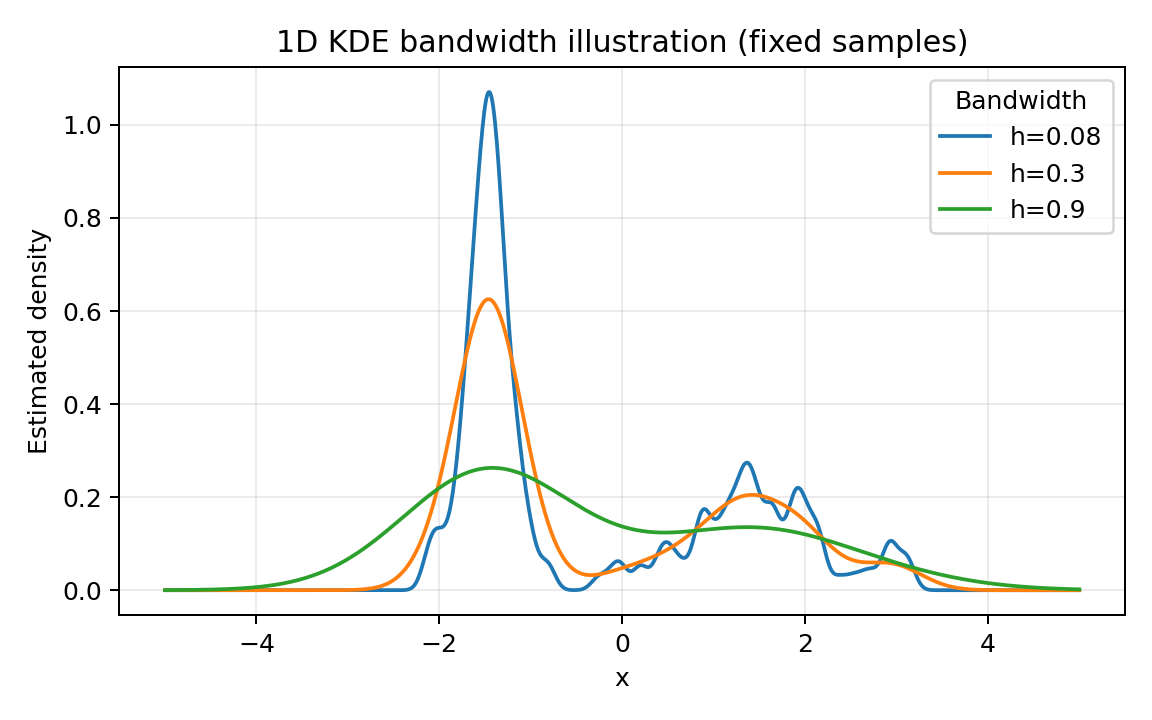 1D KDE bandwidth illustration (fixed samples)
Bandwidth
h=0.08
h=0.3
h=0.9
Estimated density
1.0
0.8
0.6
0.4
0.2
0.0
−4
−2
0
2
4
x